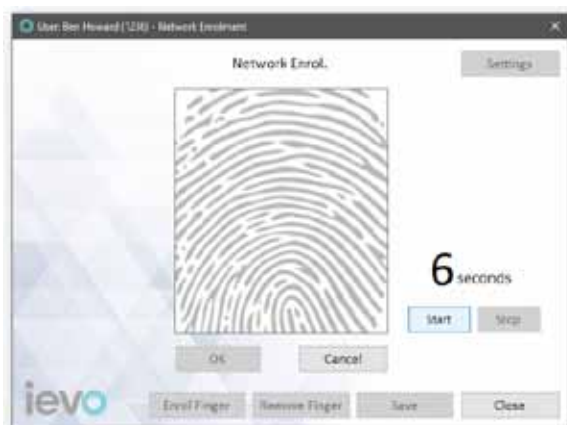 User: Ben Howard (1236) - Network Enrolment
Network Enrol.
Settings
6 seconds
Start
Stop
OK
Cancel
ievo
Enrol Finger
Remove Finger
Save
Close